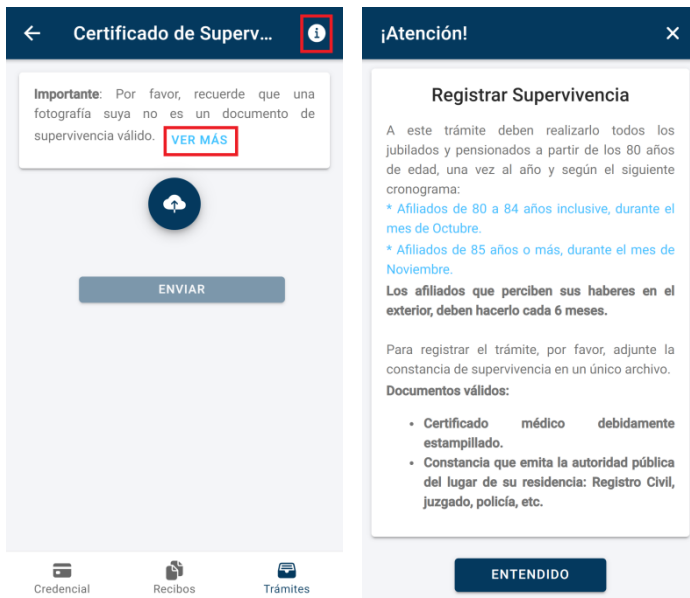 Certificado de Superv...
Importante: Por favor, recuerde que una
fotografía suya no es un documento de
supervivencia válido. VER MÁS
ENVIAR
Credencial
Recibos
Trámites
¡Atención!
Registrar Supervivencia
A este trámite deben realizarlo todos los
jubilados y pensionados a partir de los 80 años
de edad, una vez al año y según el siguiente
cronograma:
* Afiliados de 80 a 84 años inclusive, durante el
mes de Octubre.
* Afiliados de 85 años o más, durante el mes de
Noviembre.
Los afiliados que perciben sus haberes en el
exterior, deben hacerlo cada 6 meses.
Para registrar el trámite, por favor, adjunte la
constancia de supervivencia en un único archivo.
Documentos válidos:
• Certificado médico debidamente
estampillado.
• Constancia que emita la autoridad pública
del lugar de su residencia: Registro Civil,
juzgado, policía, etc.
ENTENDIDO